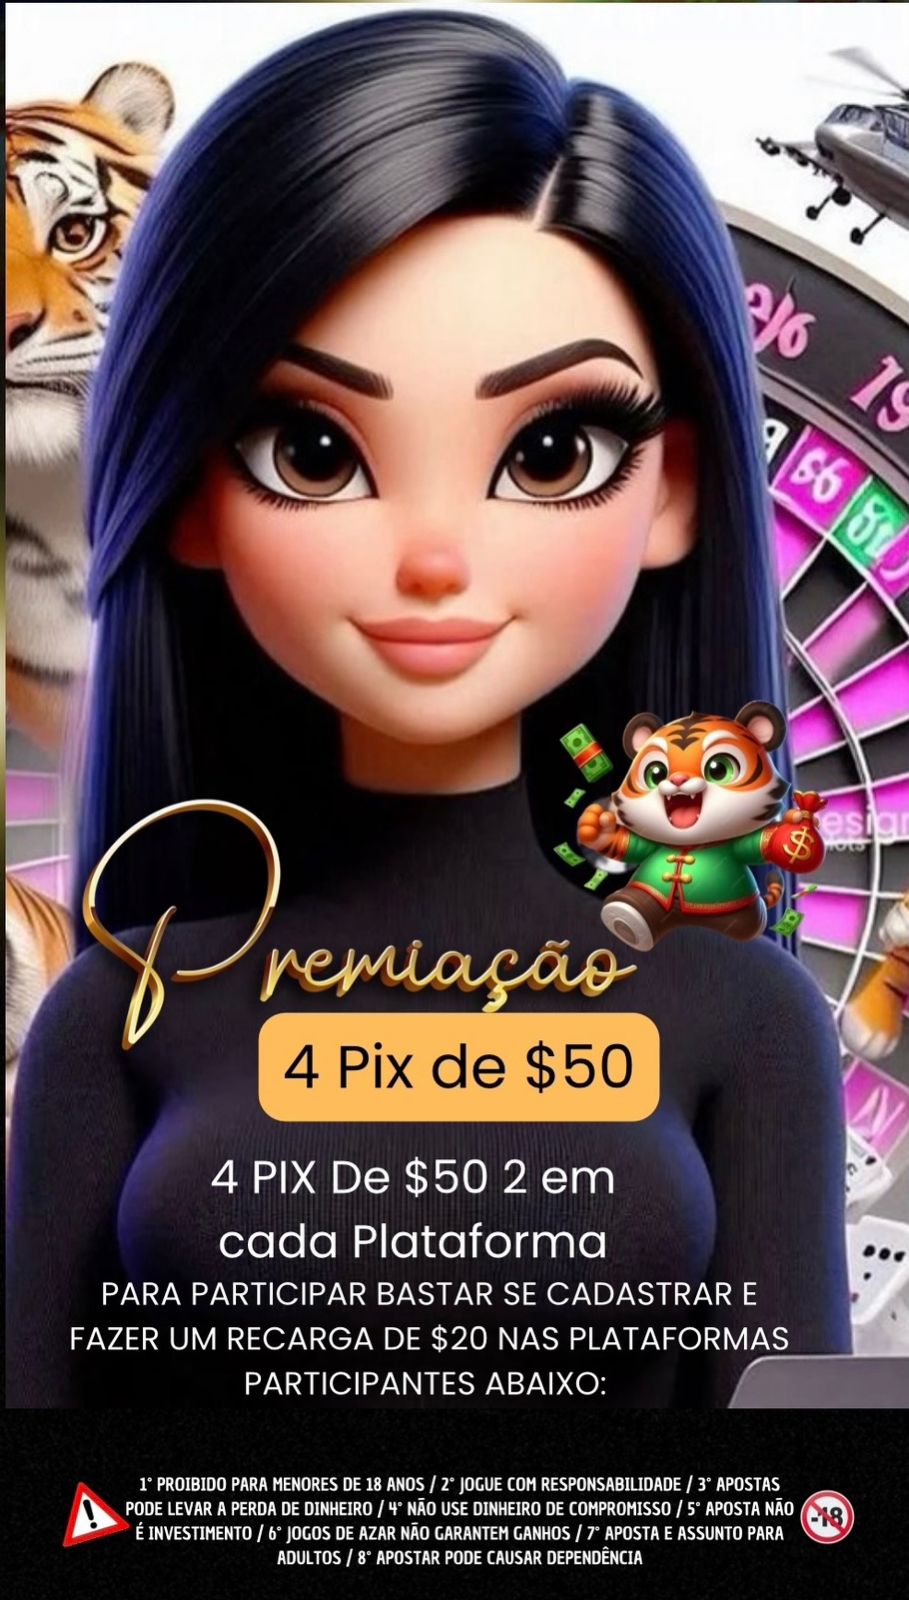 19
Premiação
4 Pix de $50
4 PIX De $50 2 em
cada Plataforma
PARA PARTICIPAR BASTAR SE CADASTRAR E
FAZER UM RECARGA DE $20 NAS PLATAFORMAS
PARTICIPANTES ABAIXO:
1° PROIBIDO PARA MENORES DE 18 ANOS / 2° JOGUE COM RESPONSABILIDADE / 3° APOSTAS
PODE LEVAR A PERDA DE DINHEIRO / 4° NÃO USE DINHEIRO DE COMPROMISSO / 5° APOSTA NÃO
É INVESTIMENTO / 6° JOGOS DE AZAR NÃO GARANTEM GANHOS / 7° APOSTA E ASSUNTO PARA
ADULTOS / 8° APOSTAR PODE CAUSAR DEPENDÊNCIA
-18